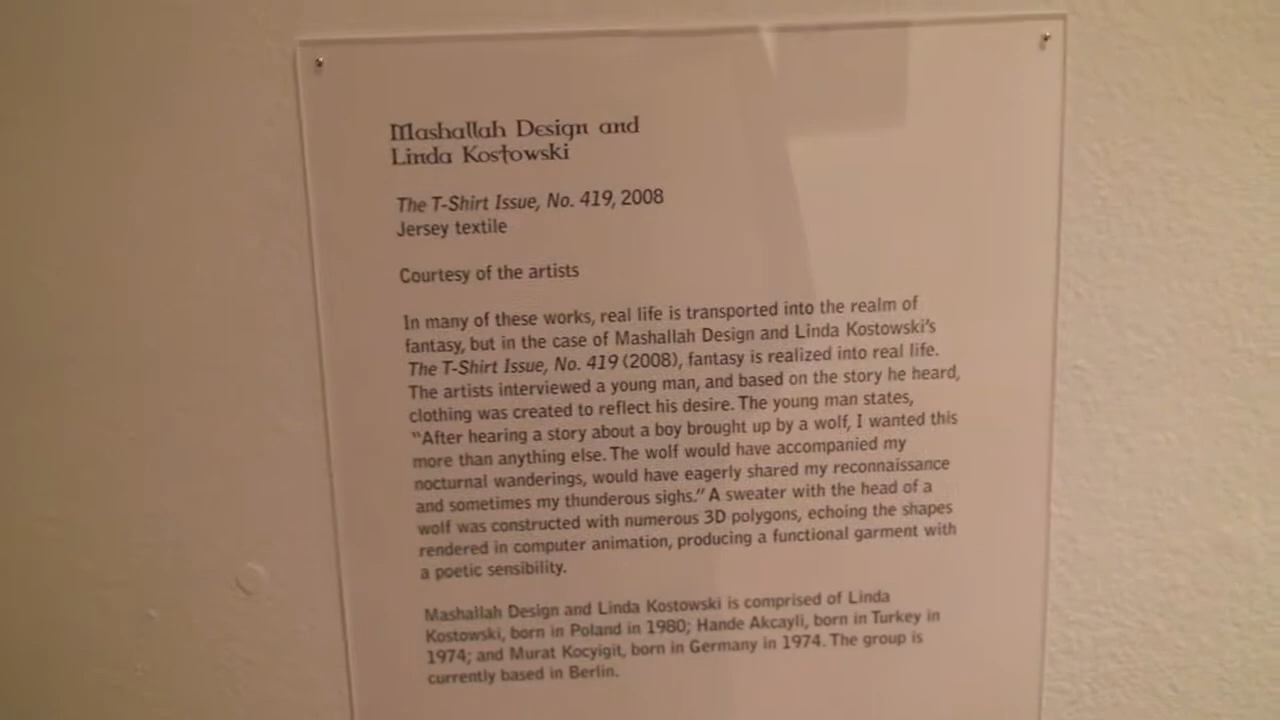 Mashallah Design and
Linda Kostowski
The T-Shirt Issue, No. 419, 2008
Jersey textile
Courtesy of the artists
In many of these works, real life is transported into the realm of
fantasy, but in the case of Mashallah Design and Linda Kostowski's
The T-Shirt Issue, No. 419 (2008), fantasy is realized into real life.
The artists interviewed a young man, and based on the story he heard,
clothing was created to reflect his desire. The young man states,
"After hearing a story about a boy brought up by a wolf, I wanted this
more than anything else. The wolf would have accompanied my
nocturnal wanderings, would have eagerly shared my reconnaissance
and sometimes my thunderous sighs." A sweater with the head of a
wolf was constructed with numerous 3D polygons, echoing the shapes
rendered in computer animation, producing a functional garment with
a poetic sensibility.
Mashallah Design and Linda Kostowski is comprised of Linda
Kostowski, born in Poland in 1980; Hande Akcayli, born in Turkey in
1974; and Murat Kocyigit, born in Germany in 1974. The group is
currently based in Berlin.